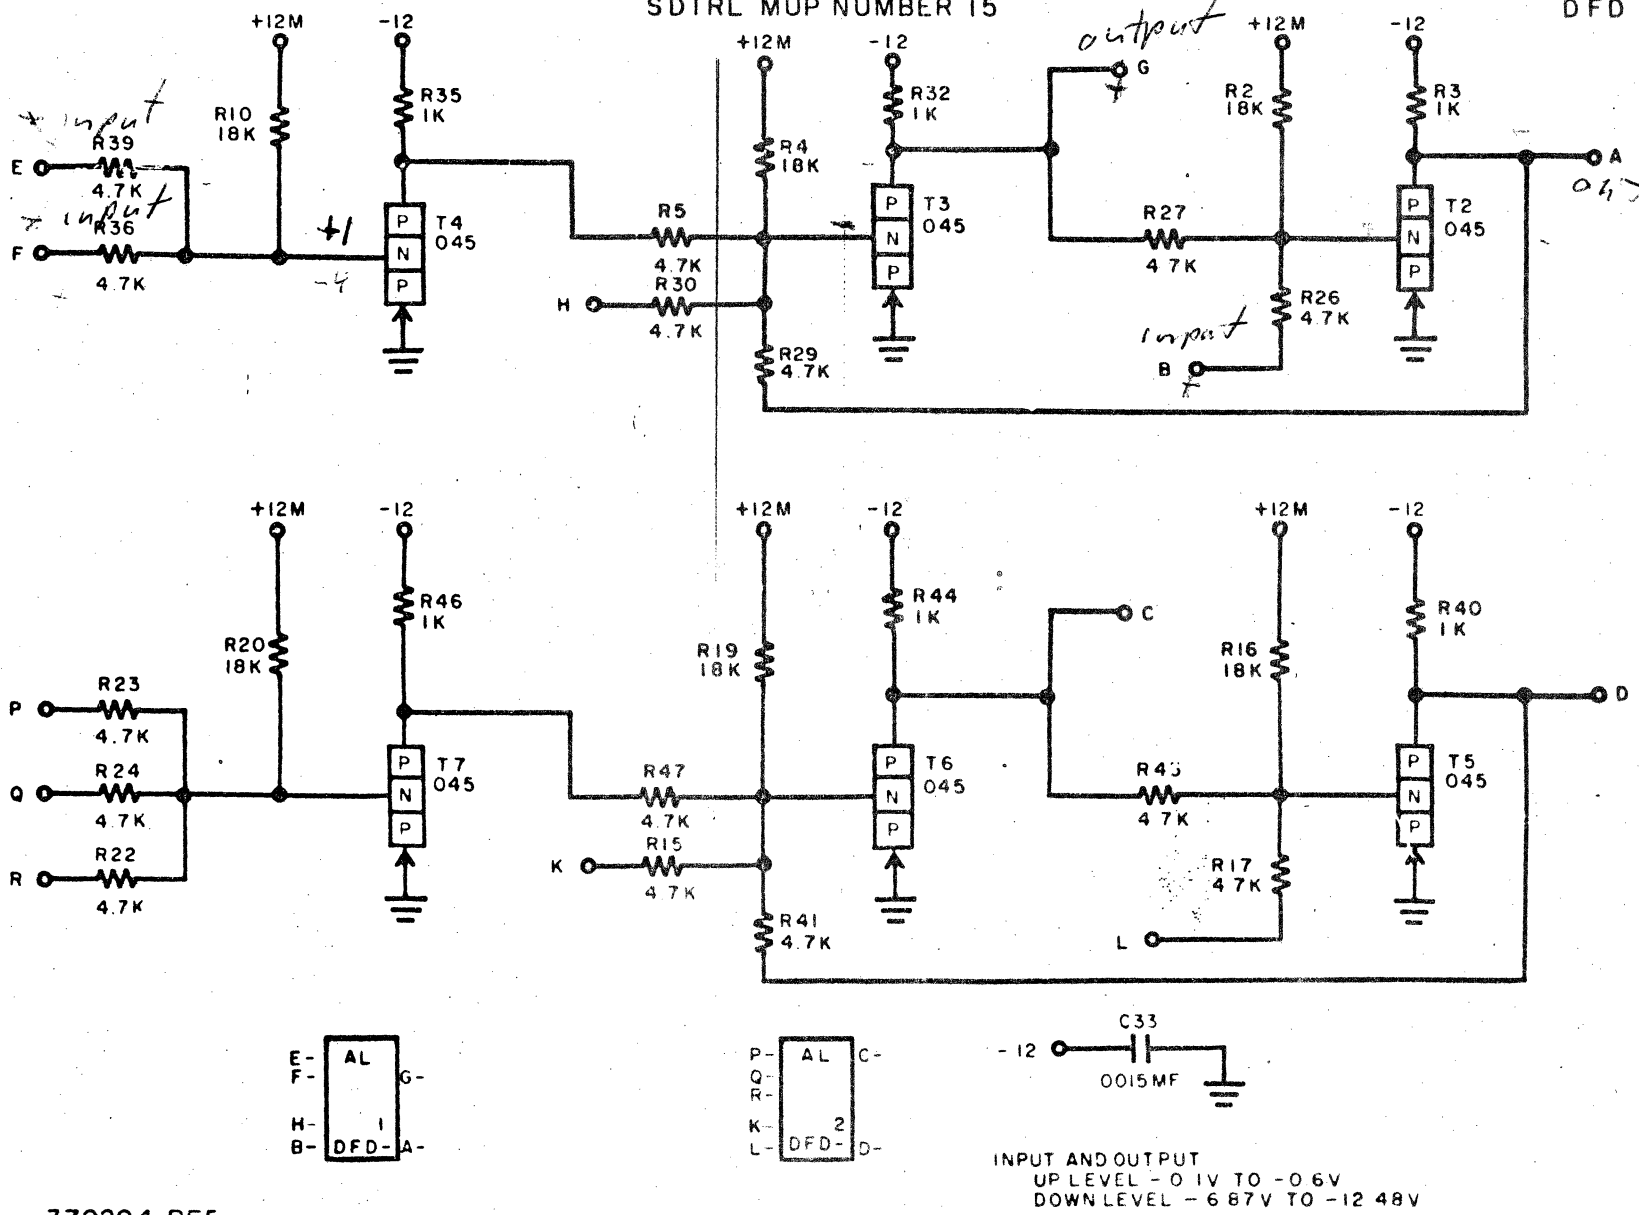 SDTRL MUP NUMBER 15
DFD
+12M
-12
+12M
-12
output
+12M
-12
G
+
R10
18K
R35
1K
R4
18K
R32
1K
R2
18K
R3
1K
input
R39
E
4.7K
input
R36
F
4.7K
+1
-4
P
N
P
T4
045
R5
4.7K
R30
H
4.7K
R29
4.7K
P
N
P
T3
045
R27
4.7K
R26
4.7K
input
B
+
P
N
P
T2
045
A
+12M
-12
+12M
-12
+12M
-12
R20
18K
R46
1K
R19
18K
R44
1K
C
R16
18K
R40
1K
R23
P
4.7K
R24
Q
4.7K
R22
R
4.7K
P
N
P
T7
045
R47
4.7K
R15
K
4.7K
R41
4.7K
P
N
P
T6
045
4.7K
R17
4.7K
L
P
N
P
T5
045
D
E-
F-
H-
B-
AL
1
DFD-
G-
A-
P-
Q-
R-
K-
L-
AL
2
DFD-
C-
D-
C33
-12
0015MF
INPUT AND OUTPUT
UP LEVEL -0 1V TO -0 6V
DOWN LEVEL -6 87V TO -12 48V